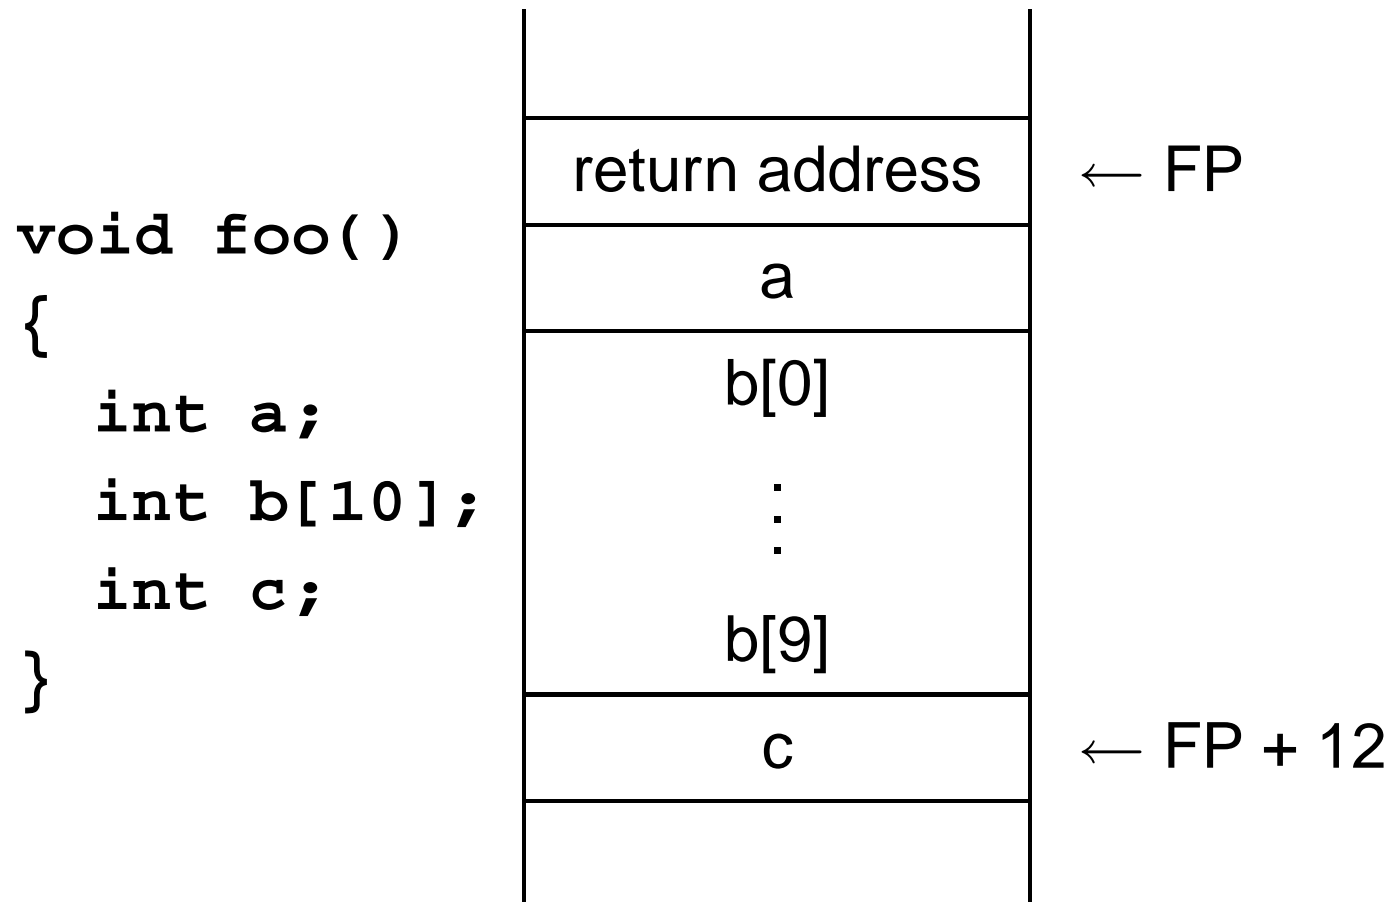 void foo()
{
int a;
int b[10];
int c;
}
return address ← FP
a
b[0]
⋮
b[9]
c ← FP + 12